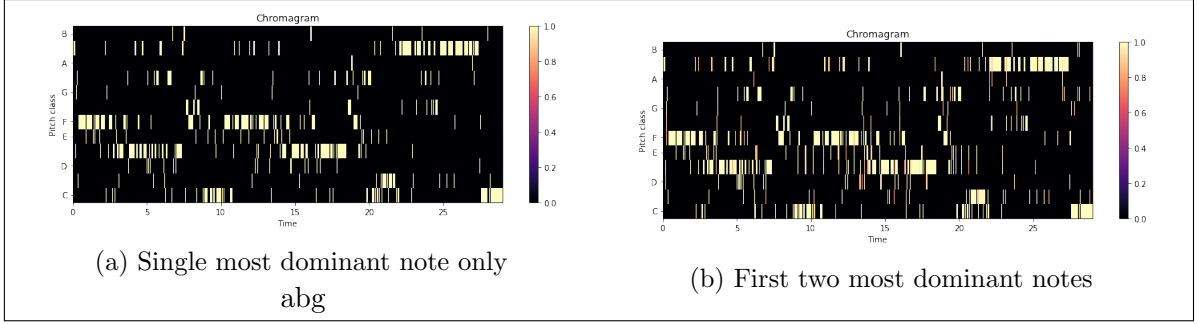 Chromagram
B
A
G
F
E
D
C
Pitch class
0
5
10
15
20
25
Time
1.0
0.8
0.6
0.4
0.2
0.0
(a) Single most dominant note only
abg
Chromagram
B
A
G
F
E
D
C
Pitch class
0
5
10
15
20
25
Time
1.0
0.8
0.6
0.4
0.2
0.0
(b) First two most dominant notes